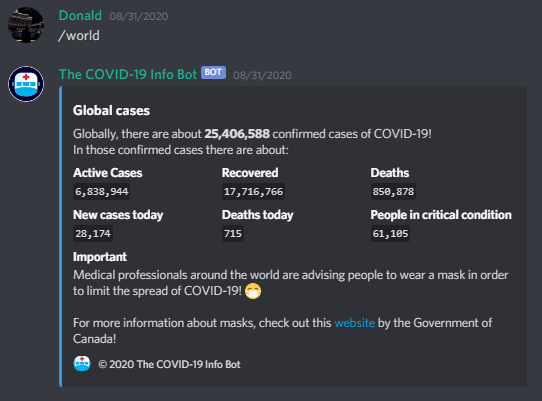 Donald 08/31/2020
/world
The COVID-19 Info Bot BOT 08/31/2020
Global cases
Globally, there are about 25,406,588 confirmed cases of COVID-19!
In those confirmed cases there are about:
Active Cases Recovered Deaths
6,838,944 17,716,766 850,878
New cases today Deaths today People in critical condition
28,174 715 61,105
Important
Medical professionals around the world are advising people to wear a mask in order
to limit the spread of COVID-19! 😷
For more information about masks, check out this website by the Government of
Canada!
© 2020 The COVID-19 Info Bot